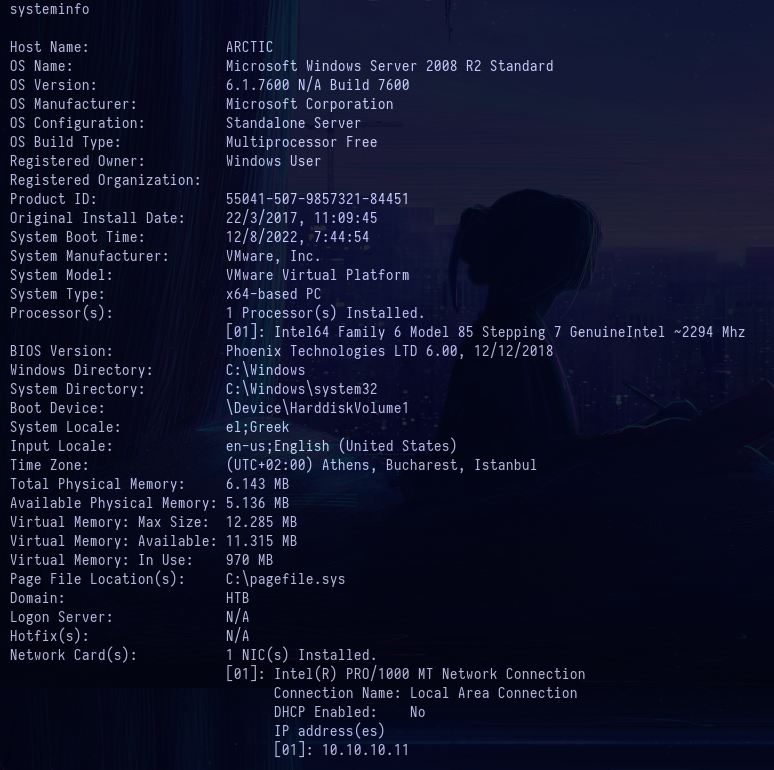 systeminfo
Host Name: ARCTIC
OS Name: Microsoft Windows Server 2008 R2 Standard
OS Version: 6.1.7600 N/A Build 7600
OS Manufacturer: Microsoft Corporation
OS Configuration: Standalone Server
OS Build Type: Multiprocessor Free
Registered Owner: Windows User
Registered Organization:
Product ID: 55041-507-9857321-84451
Original Install Date: 22/3/2017, 11:09:45
System Boot Time: 12/8/2022, 7:44:54
System Manufacturer: VMware, Inc.
System Model: VMware Virtual Platform
System Type: x64-based PC
Processor(s): 1 Processor(s) Installed.
[01]: Intel64 Family 6 Model 85 Stepping 7 GenuineIntel ~2294 Mhz
BIOS Version: Phoenix Technologies LTD 6.00, 12/12/2018
Windows Directory: C:\Windows
System Directory: C:\Windows\system32
Boot Device: \Device\HarddiskVolume1
System Locale: el;Greek
Input Locale: en-us;English (United States)
Time Zone: (UTC+02:00) Athens, Bucharest, Istanbul
Total Physical Memory: 6.143 MB
Available Physical Memory: 5.136 MB
Virtual Memory: Max Size: 12.285 MB
Virtual Memory: Available: 11.315 MB
Virtual Memory: In Use: 970 MB
Page File Location(s): C:\pagefile.sys
Domain: HTB
Logon Server: N/A
Hotfix(s): N/A
Network Card(s): 1 NIC(s) Installed.
[01]: Intel(R) PRO/1000 MT Network Connection
Connection Name: Local Area Connection
DHCP Enabled: No
IP address(es)
[01]: 10.10.10.11